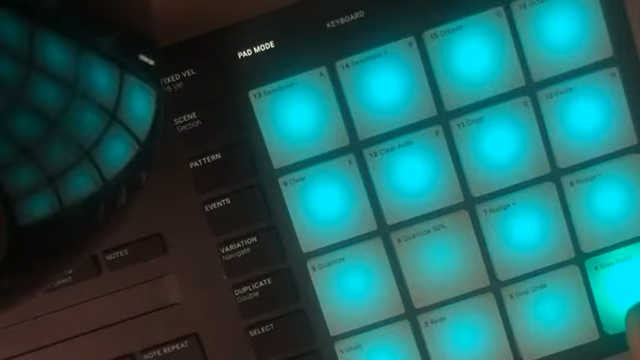 KEYBOARD
PAD MODE
FIXED VEL
16 Vel
SCENE
Section
PATTERN
EVENTS
VARIATION
Navigate
DUPLICATE
Double
SELECT
NOTES
NOTE REPEAT
13 Semitone -
14 Semitone +
15 Octave -
9 Clear
10 Clear Auto
11 Copy
12 Paste
5 Quantize
6 Quantize 50%
7 Nudge <
8 Nudge >
1 Undo
2 Redo
3 Step Undo